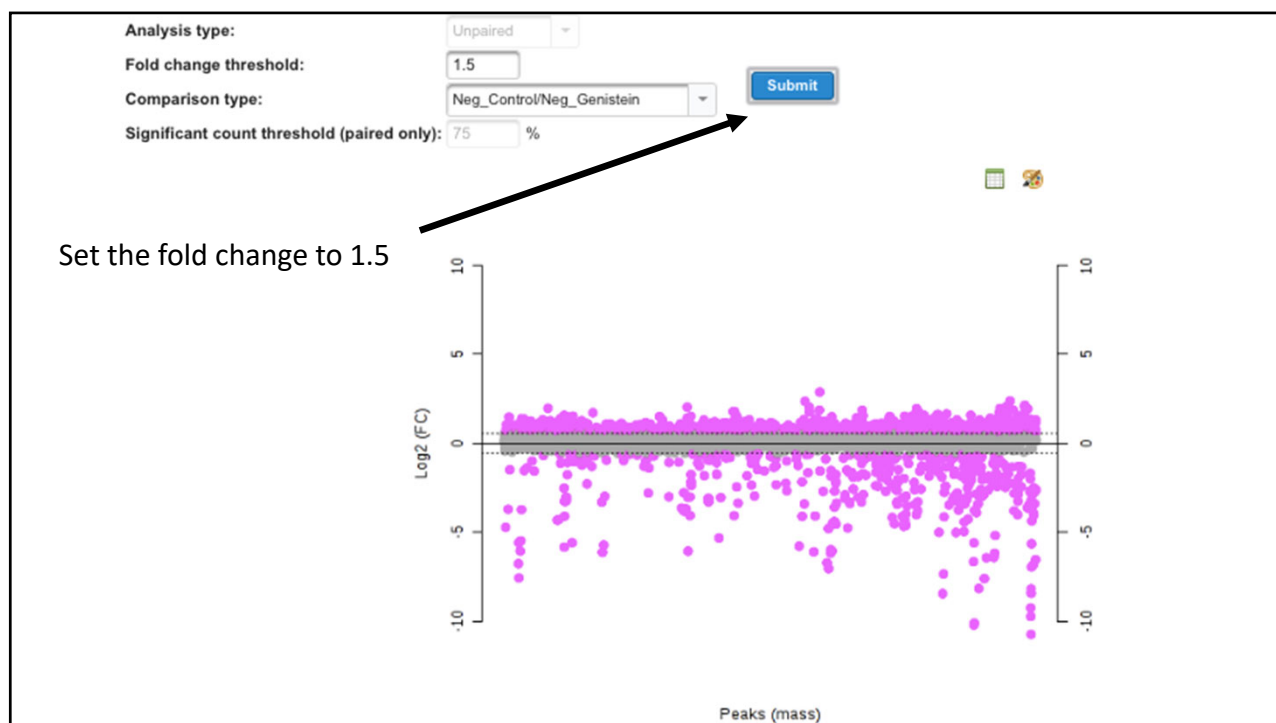 Analysis type: Unpaired
Fold change threshold: 1.5
Comparison type: Neg_Control/Neg_Genistein Submit
Significant count threshold (paired only): 75 %
Set the fold change to 1.5
10 10
5 5
Log2 (FC) 0 0
-5 -5
-10 -10
Peaks (mass)